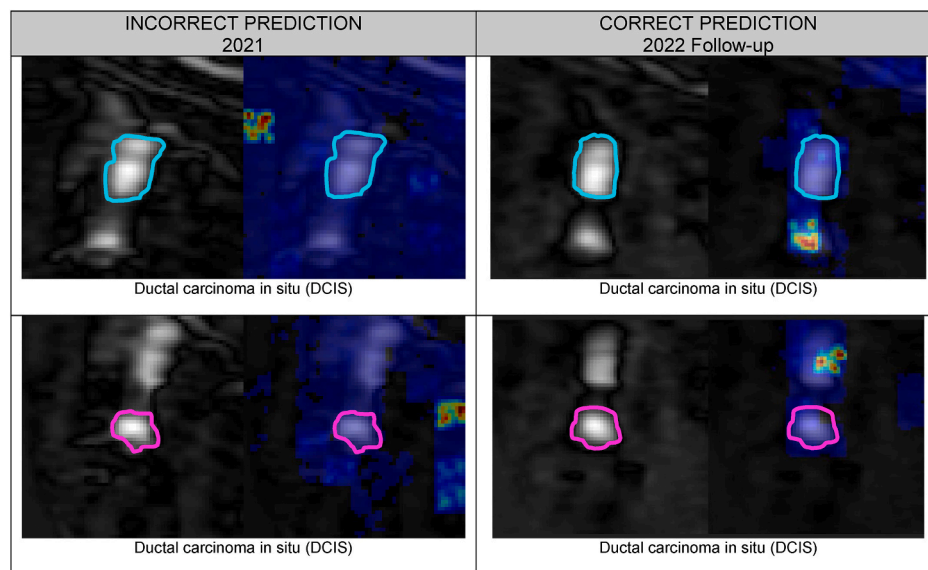 INCORRECT PREDICTION
2021
CORRECT PREDICTION
2022 Follow-up
Ductal carcinoma in situ (DCIS)
Ductal carcinoma in situ (DCIS)
Ductal carcinoma in situ (DCIS)
Ductal carcinoma in situ (DCIS)